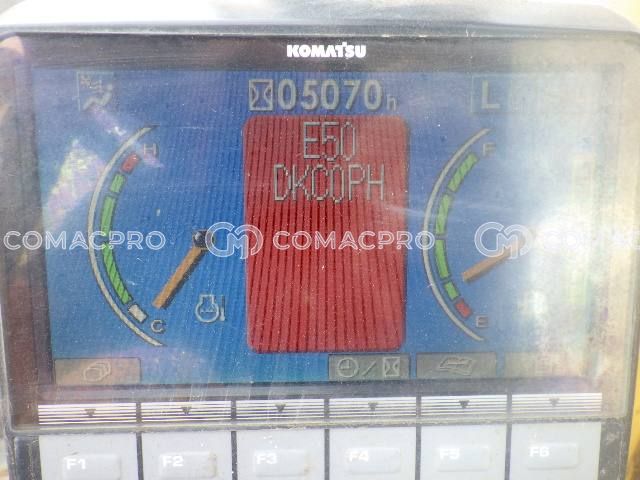 KOMATSU
05070h L
E50
DKC0PH
H F
COMACPRO COMACPRO COMACPRO
C E
F1 F2 F3 F4 F5 F6